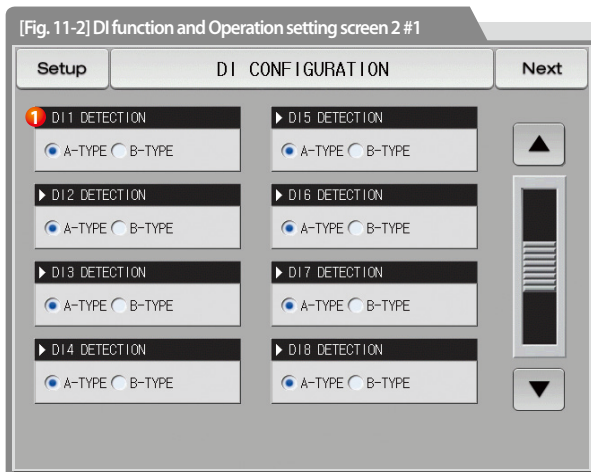 [Fig. 11-2] DI function and Operation setting screen 2 #1
Setup
DI CONFIGURATION
Next
1 DI1 DETECTION
A-TYPE B-TYPE
DI2 DETECTION
A-TYPE B-TYPE
DI3 DETECTION
A-TYPE B-TYPE
DI4 DETECTION
A-TYPE B-TYPE
DI5 DETECTION
A-TYPE B-TYPE
DI6 DETECTION
A-TYPE B-TYPE
DI7 DETECTION
A-TYPE B-TYPE
DI8 DETECTION
A-TYPE B-TYPE